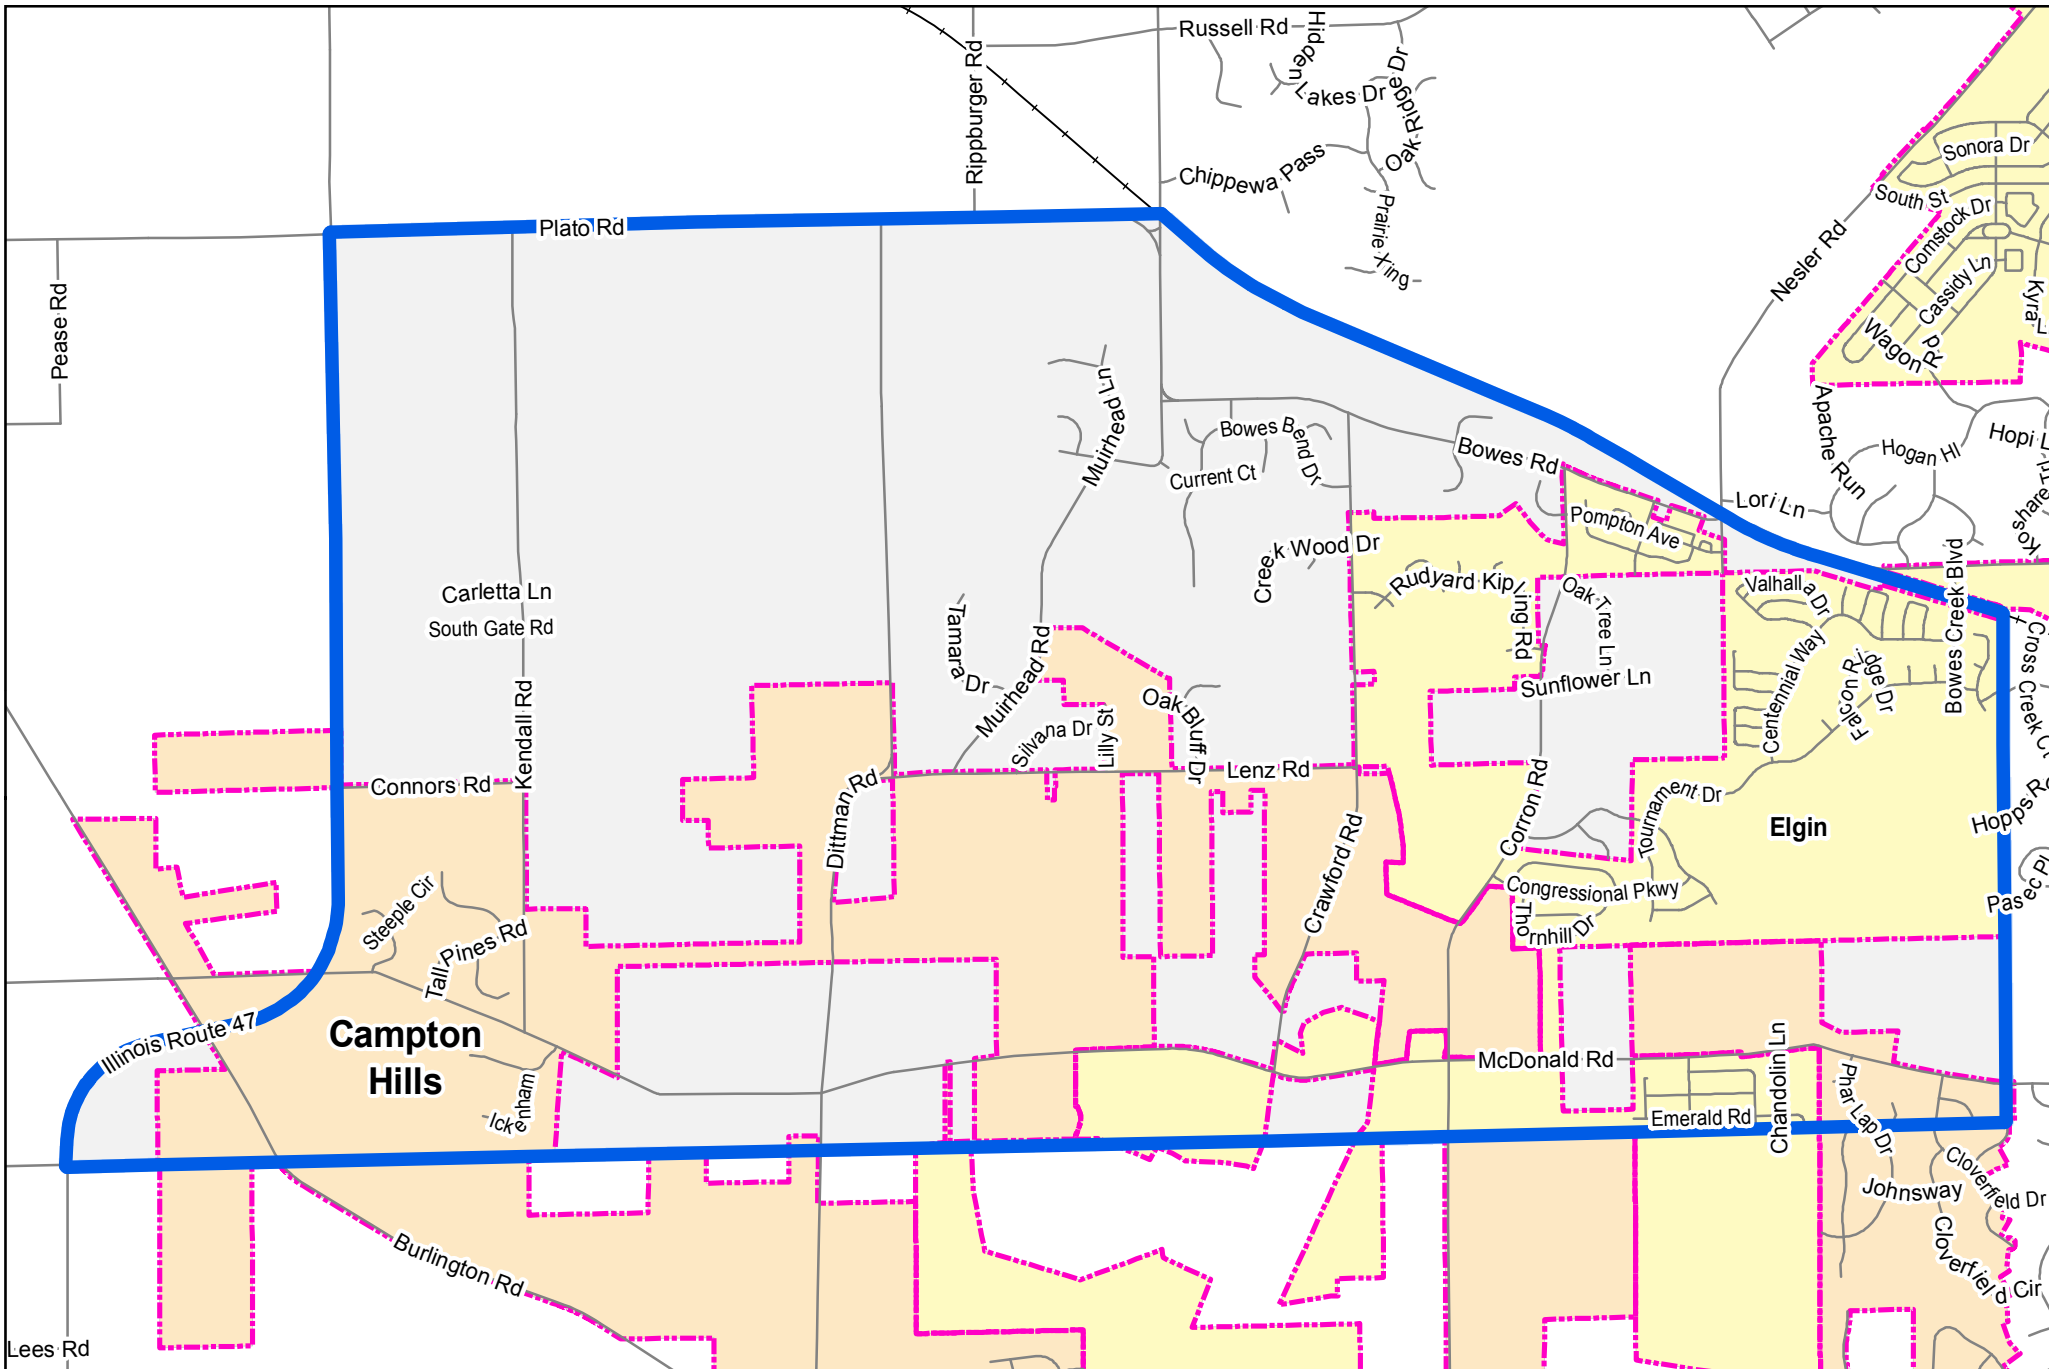 Russell Rd
Hidden Lakes Dr
Oak Ridge Dr
Rippburger Rd
Chippewa Pass
Prairie Xing
Sonora Dr
South St
Comstock Dr
Cassidy Ln
Kyra L
Wagon Rd
Nesler Rd
Plato Rd
Pease Rd
Muirhead Ln
Bowes Bend Dr
Current Ct
Bowes Rd
Apache Run
Hogan Hl
Hopi L
Koshare Trl
Lori Ln
Pompton Ave
Creek Wood Dr
Rudyard Kipling Rd
Oak Tree Ln
Valhalla Dr
Bowes Creek Blvd
Carletta Ln
South Gate Rd
Tamara Dr
Muirhead Rd
Sunflower Ln
Centennial Way
Falcon Ridge Dr
Cross Creek Ct
Kendall Rd
Silvana Dr
Lilly St
Oak Bluff Dr
Connors Rd
Dittman Rd
Lenz Rd
Corron Rd
Tournament Dr
Elgin
Hopps Rd
Crawford Rd
Congressional Pkwy
Pasec Pl
Steeple Cir
Tall Pines Rd
Thornhill Dr
Illinois Route 47
Campton
Hills
McDonald Rd
Chandolin Ln
Phar Lap Dr
Ickenham
Emerald Rd
Cloverfield Dr
Johnsway
Cloverfield Cir
Burlington Rd
Lees Rd